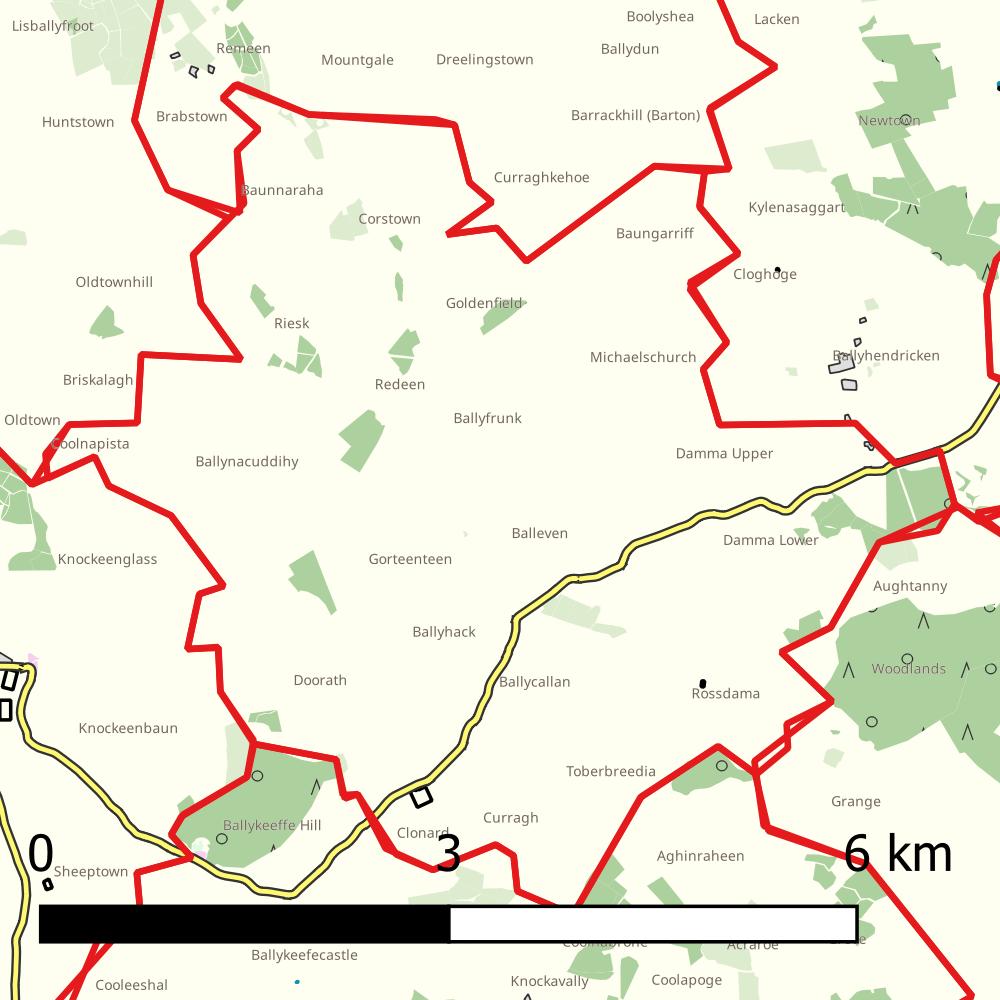 Boolyshea
Lacken
Lisballyfroot
Remeen
Ballydun
Mountgale
Dreelingstown
Brabstown
Barrackhill (Barton)
Huntstown
Newtown
Curraghkehoe
Baunnaraha
Kylenasaggart
Corstown
Baungarriff
Cloghoge
Oldtownhill
Goldenfield
Riesk
Michaelschurch
Ballyhendricken
Briskalagh
Redeen
Oldtown
Ballyfrunk
Coolnapista
Damma Upper
Ballynacuddihy
Balleven
Damma Lower
Knockeenglass
Gorteenteen
Aughtanny
Ballyhack
Woodlands
Doorath
Ballycallan
Rossdama
Knockeenbaun
Toberbreedia
Grange
Curragh
Ballykeeffe Hill
Clonard
0 3 6 km
Aghinraheen
Sheeptown
Acraroe
Ballykeefecastle
Knockavally
Coolapoge
Cooleeshal